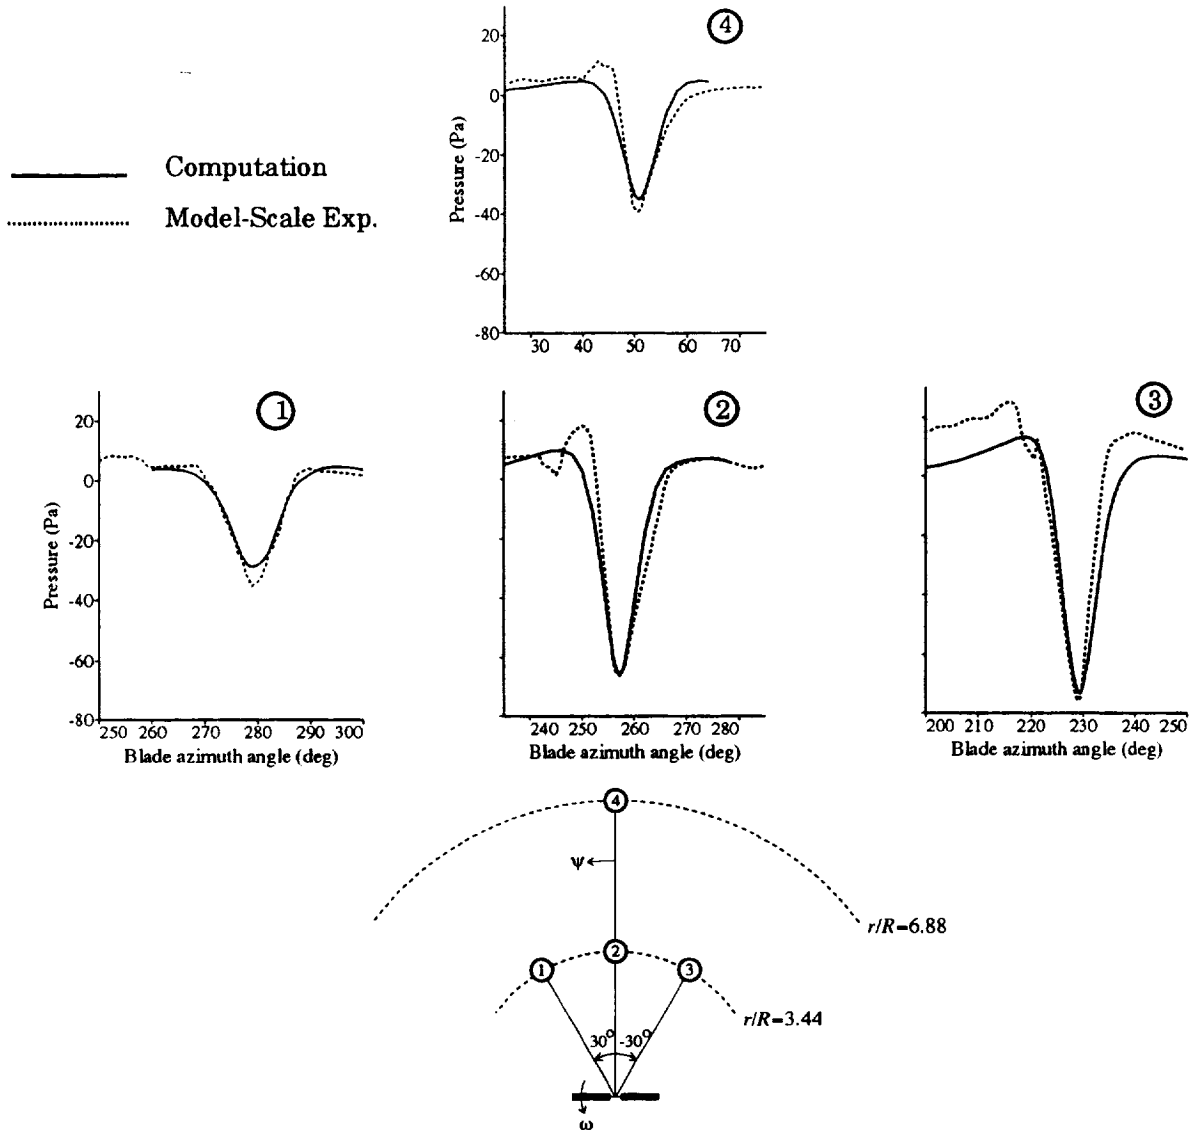 4
20
0
-20
-40
-60
-80
Pressure (Pa)
30 40 50 60 70
Computation
Model-Scale Exp.
1
20
0
-20
-40
-60
-80
Pressure (Pa)
250 260 270 280 290 300
Blade azimuth angle (deg)
2
240 250 260 270 280
Blade azimuth angle (deg)
3
200 210 220 230 240 250
Blade azimuth angle (deg)
4
ψ
r/R=6.88
2
1
3
r/R=3.44
30° -30°
ω